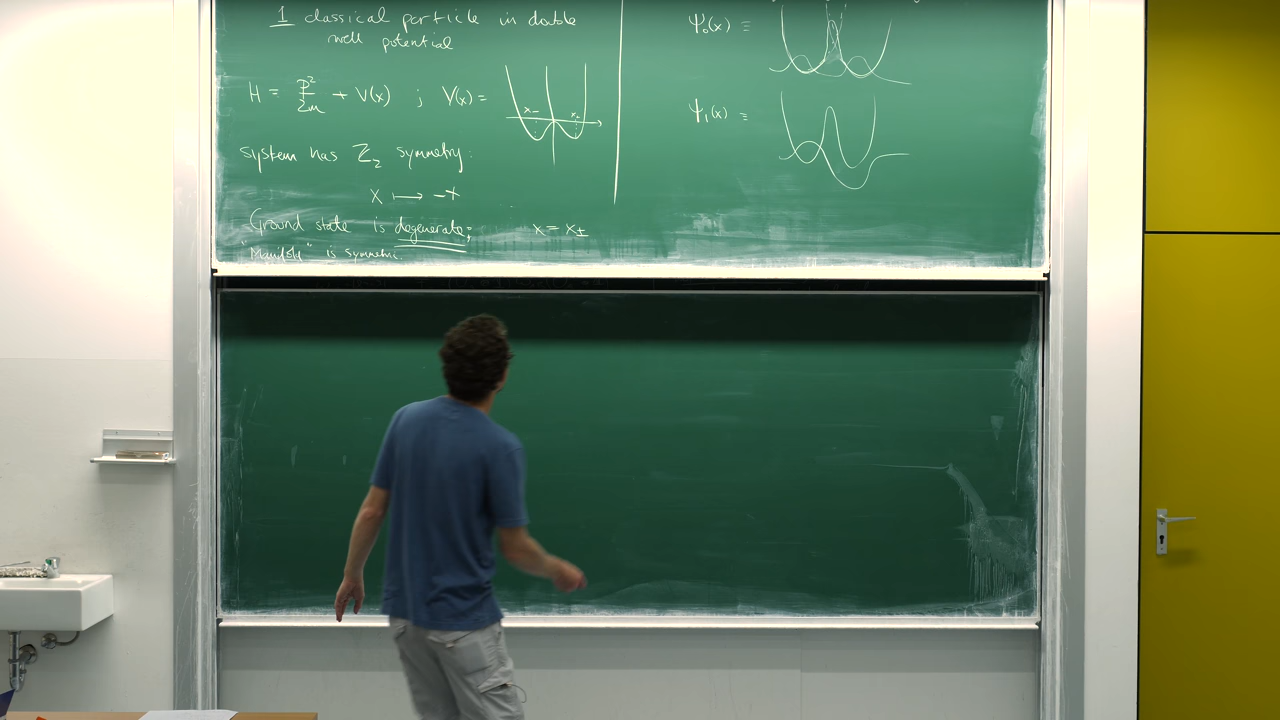 1 classical particle in double
well potential
H = p²/2m + V(x) ; V(x) =
x₋ x₊
System has Z₂ symmetry:
x ⟼ -x
Ground state is degenerate; x = x±
"Manifold" is symmetric
Ψ₀(x) ≡
Ψ₁(x) ≡